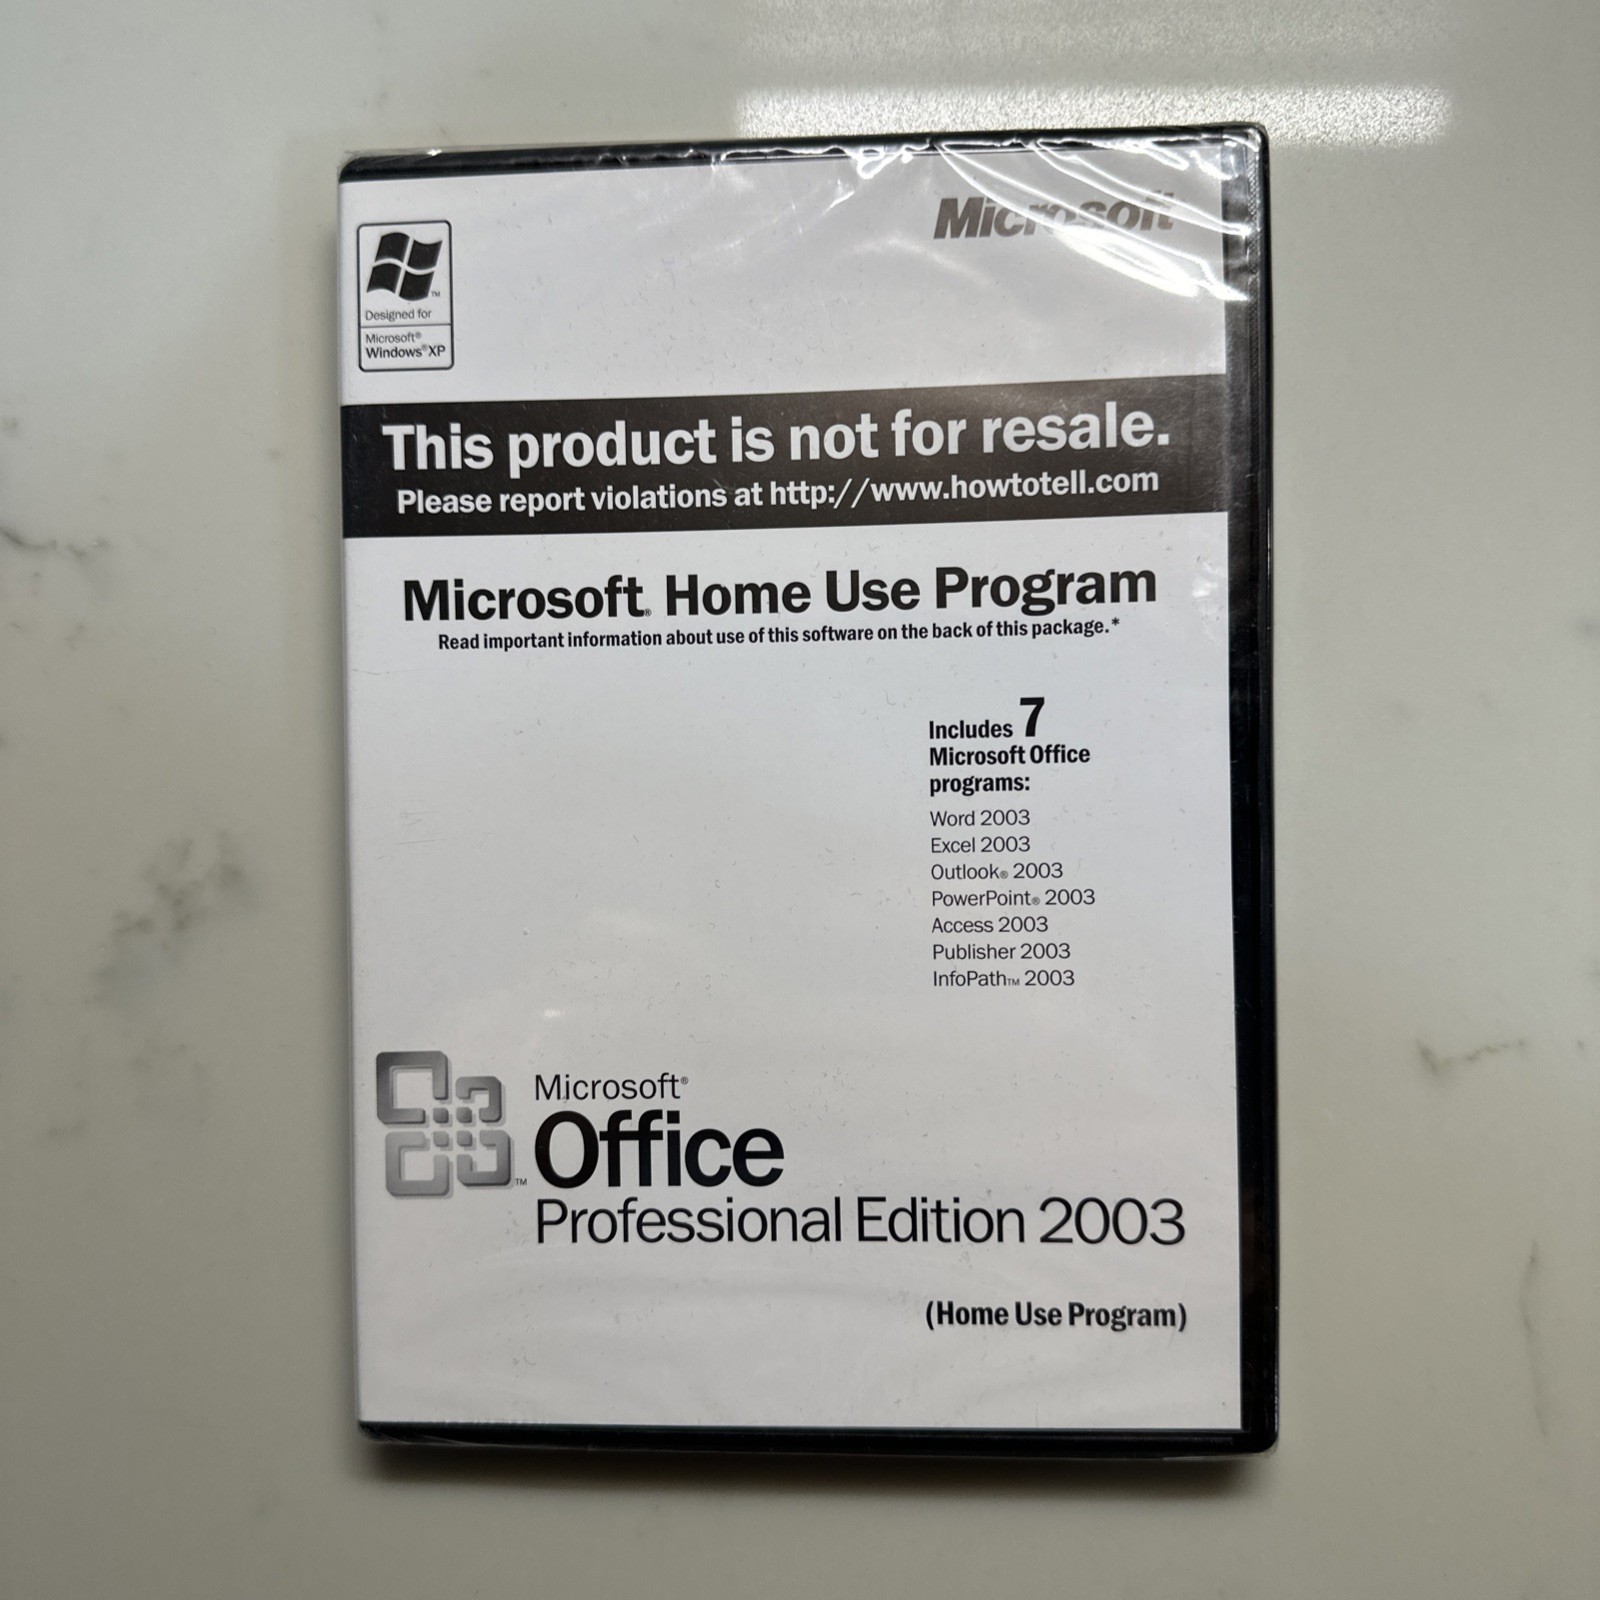 Microsoft
Designed for
Microsoft®
Windows®XP
This product is not for resale.
Please report violations at http://www.howtotell.com
Microsoft® Home Use Program
Read important information about use of this software on the back of this package.*
Includes 7
Microsoft Office
programs:
Word 2003
Excel 2003
Outlook® 2003
PowerPoint® 2003
Access 2003
Publisher 2003
InfoPath™ 2003
Microsoft®
Office
Professional Edition 2003
(Home Use Program)